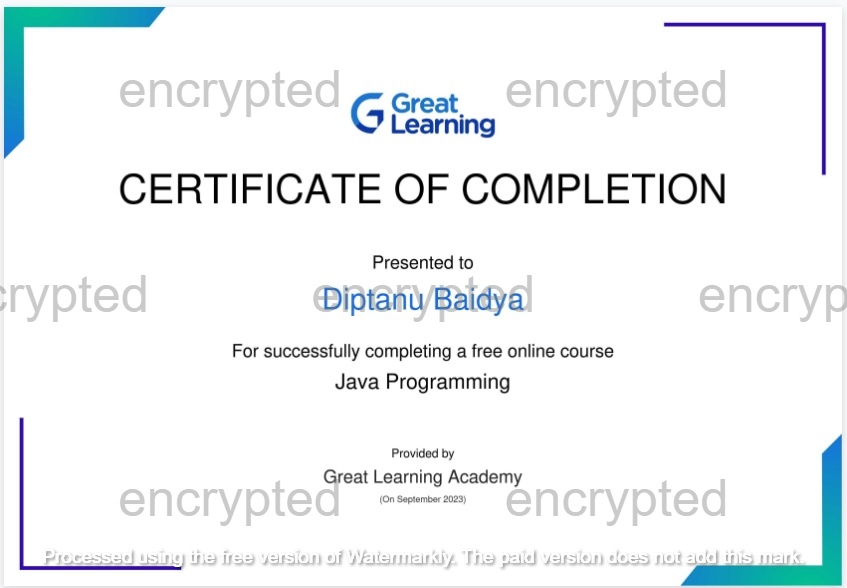 encrypted encrypted
Great
Learning
CERTIFICATE OF COMPLETION
Presented to
crypted encrypted encryp
Diptanu Baidya
For successfully completing a free online course
Java Programming
Provided by
Great Learning Academy
encrypted encrypted
(On September 2023)
Processed using the free version of Watermarkly. The paid version does not add this mark.